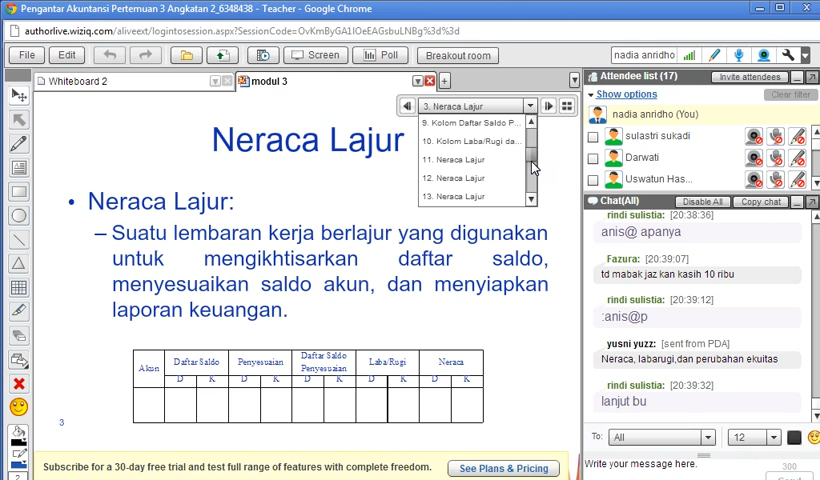 Pengantar Akuntansi Pertemuan 3 Angkatan 2_6348438 – Teacher - Google Chrome
authorlive.wiziq.com/aliveext/logintosession.aspx?SessionCode=OvKmByGA1IOeEAGsbuLNBg%3d%3d
File Edit Screen Poll Breakout room nadia anridho
Whiteboard 2 modul 3
3. Neraca Lajur
9. Kolom Daftar Saldo P...
10. Kolom Laba/Rugi da...
11. Neraca Lajur
12. Neraca Lajur
13. Neraca Lajur
Neraca Lajur
• Neraca Lajur:
– Suatu lembaran kerja berlajur yang digunakan
untuk mengikhtisarkan daftar saldo,
menyesuaikan saldo akun, dan menyiapkan
laporan keuangan.
Akun Daftar Saldo Penyesuaian Daftar Saldo Penyesuaian Laba/Rugi Neraca
D K D K D K D K D K
3
Subscribe for a 30-day free trial and test full range of features with complete freedom. See Plans & Pricing
Attendee list (17) Invite attendees
Show options Clear filter
nadia anridho (You)
sulastri sukadi
Darwati
Uswatun Has...
Chat(All) Disable All Copy chat
rindi sulistia: [20:38:36]
anis@ apanya
Fazura: [20:39:07]
td mabak jaz kan kasih 10 ribu
rindi sulistia: [20:39:12]
:anis@p
yusni yuzz: [sent from PDA]
Neraca, labarugi,dan perubahan ekuitas
rindi sulistia: [20:39:32]
lanjut bu
To: All 12
Write your message here. 300
Send